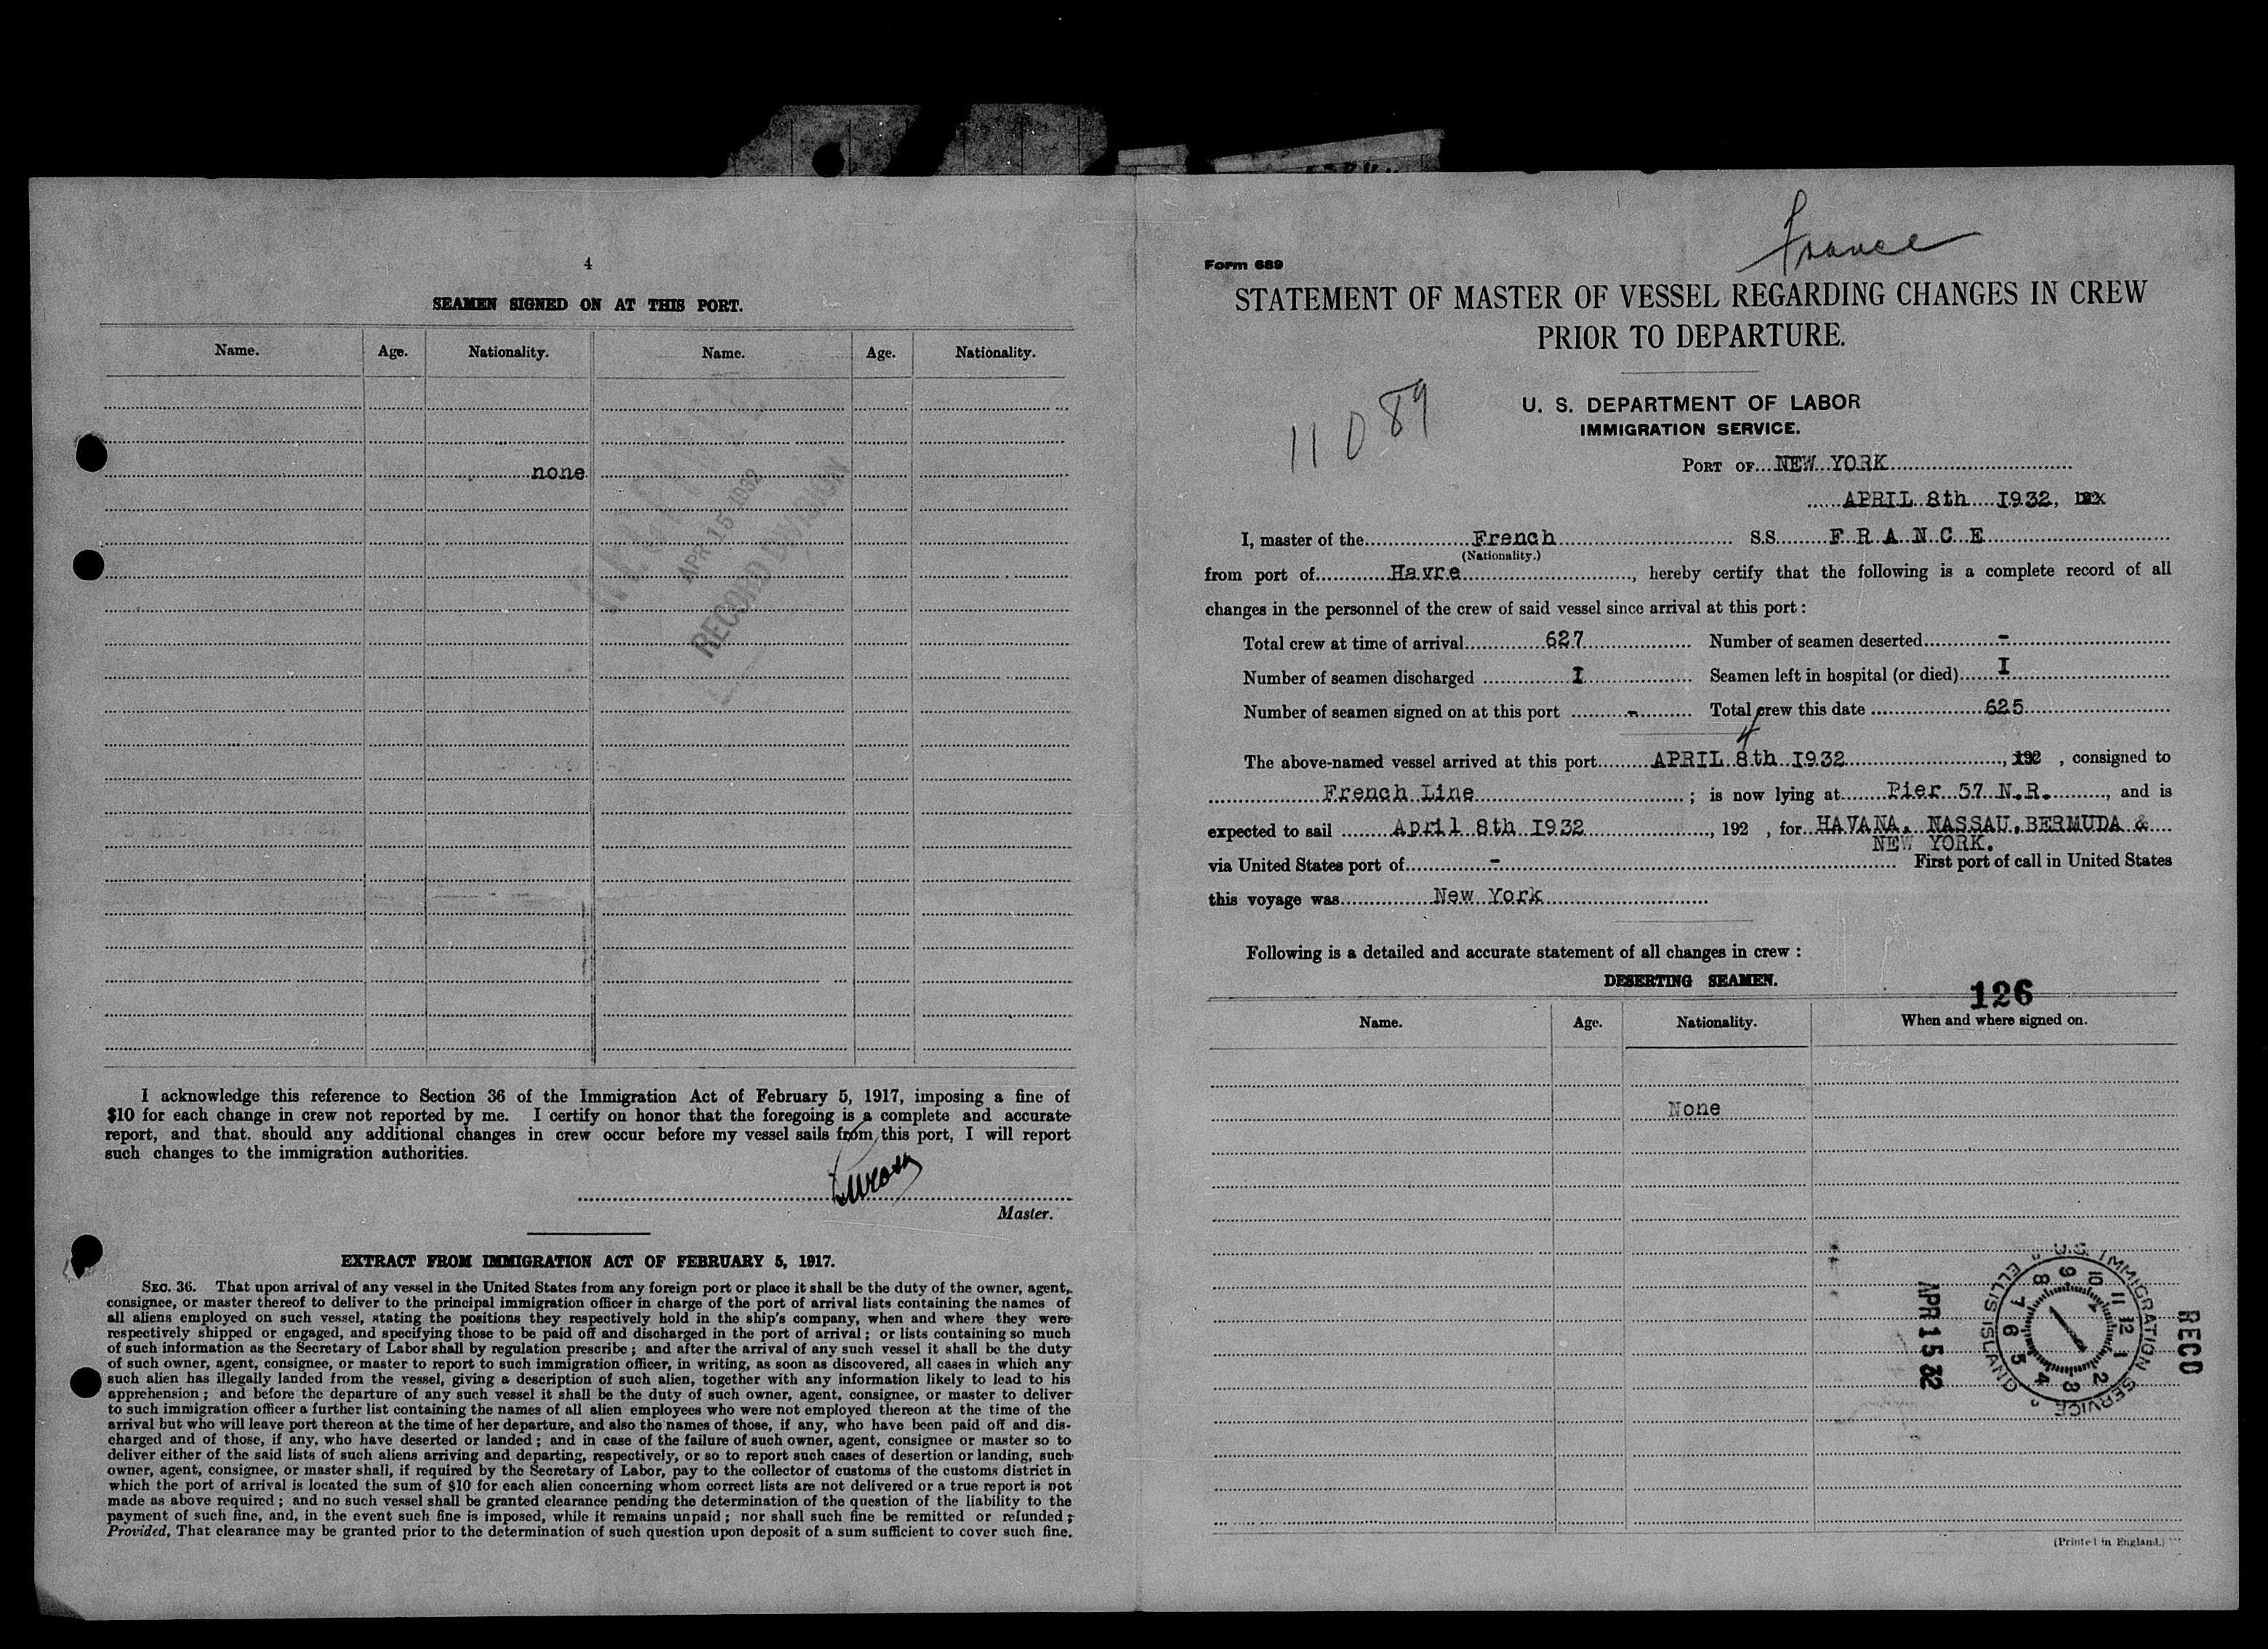 4
SEAMEN SIGNED ON AT THIS PORT.
Name. Age. Nationality. Name. Age. Nationality.
none
APR 15 1932
RECORD DIVISION
I acknowledge this reference to Section 36 of the Immigration Act of February 5, 1917, imposing a fine of
$10 for each change in crew not reported by me. I certify on honor that the foregoing is a complete and accurate
report, and that. should any additional changes in crew occur before my vessel sails from this port, I will report
such changes to the immigration authorities.
Master.
EXTRACT FROM IMMIGRATION ACT OF FEBRUARY 5, 1917.
SEC. 36. That upon arrival of any vessel in the United States from any foreign port or place it shall be the duty of the owner, agent,
consignee, or master thereof to deliver to the principal immigration officer in charge of the port of arrival lists containing the names of
all aliens employed on such vessel, stating the positions they respectively hold in the ship's company, when and where they were
respectively shipped or engaged, and specifying those to be paid off and discharged in the port of arrival; or lists containing so much
of such information as the Secretary of Labor shall by regulation prescribe; and after the arrival of any such vessel it shall be the duty
of such owner, agent, consignee, or master to report to such immigration officer, in writing, as soon as discovered, all cases in which any
such alien has illegally landed from the vessel, giving a description of such alien, together with any information likely to lead to his
apprehension; and before the departure of any such vessel it shall be the duty of such owner, agent, consignee, or master to deliver
to such immigration officer a further list containing the names of all alien employees who were not employed thereon at the time of the
arrival but who will leave port thereon at the time of her departure, and also the names of those, if any, who have been paid off and dis-
charged and of those, if any, who have deserted or landed; and in case of the failure of such owner, agent, consignee or master so to
deliver either of the said lists of such aliens arriving and departing, respectively, or so to report such cases of desertion or landing, such
owner, agent, consignee, or master shall, if required by the Secretary of Labor, pay to the collector of customs of the customs district in
which the port of arrival is located the sum of $10 for each alien concerning whom correct lists are not delivered or a true report is not
made as above required; and no such vessel shall be granted clearance pending the determination of the question of the liability to the
payment of such fine, and, in the event such fine is imposed, while it remains unpaid; nor shall such fine be remitted or refunded;
Provided, That clearance may be granted prior to the determination of such question upon deposit of a sum sufficient to cover such fine.
France
Form 689
STATEMENT OF MASTER OF VESSEL REGARDING CHANGES IN CREW
PRIOR TO DEPARTURE.
11089
U. S. DEPARTMENT OF LABOR
IMMIGRATION SERVICE.
PORT OF NEW YORK
APRIL 8th 1932, 192x
I, master of the French S.S. F R A N C E
(Nationality.)
from port of Havre, hereby certify that the following is a complete record of all
changes in the personnel of the crew of said vessel since arrival at this port:
Total crew at time of arrival 627 Number of seamen deserted -
Number of seamen discharged I Seamen left in hospital (or died) I
Number of seamen signed on at this port - Total crew this date 625
4
The above-named vessel arrived at this port APRIL 8th 1932, 192 , consigned to
French Line; is now lying at Pier 57 N.R., and is
expected to sail April 8th 1932, 192 , for HAVANA, NASSAU, BERMUDA &
NEW YORK.
via United States port of - First port of call in United States
this voyage was New York
Following is a detailed and accurate statement of all changes in crew:
DESERTING SEAMEN.
126
Name. Age. Nationality. When and where signed on.
None
APR 15 32
U.S. IMMIGRATION SERVICE
ELLIS ISLAND
1 2 3 4 5 6 7 8 9 10 11 12
RECD
(Printed in England.)